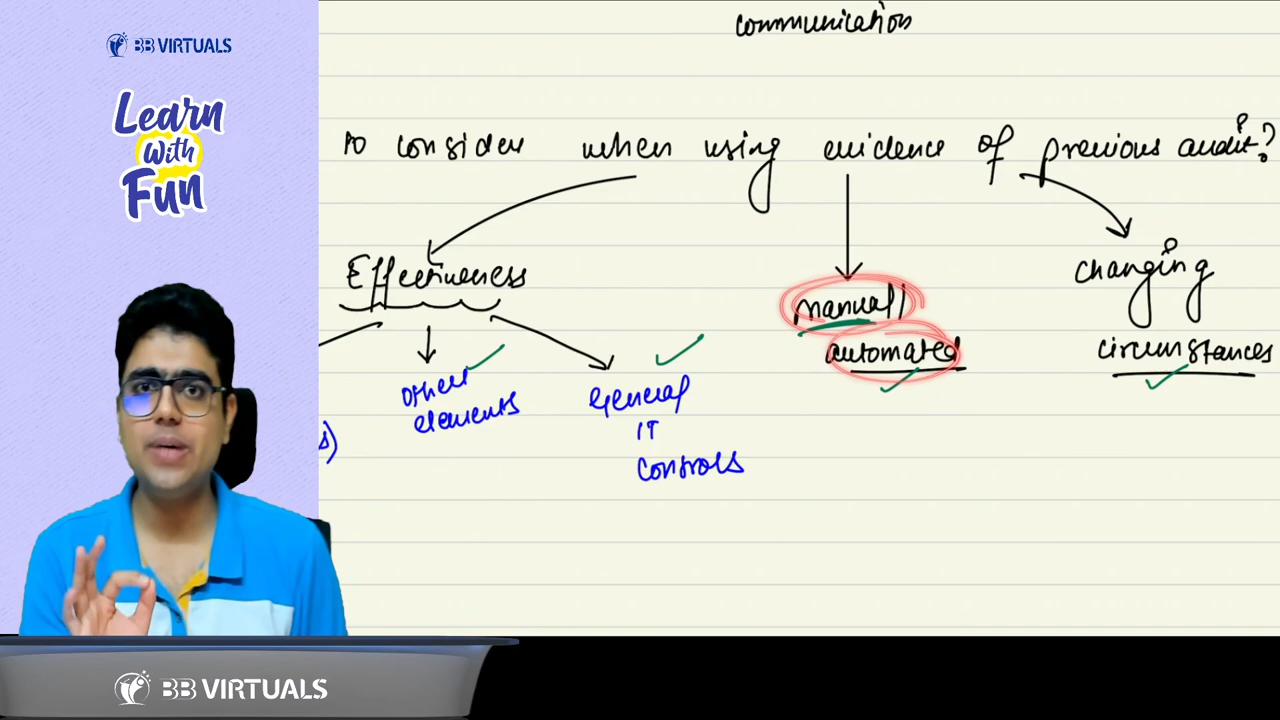 BB VIRTUALS
Learn
With
Fun
communication
to consider when using evidence of previous audit?
Effectiveness
manual/
automated
changing
circumstances
other
elements
General
IT
Controls
s)
BB VIRTUALS